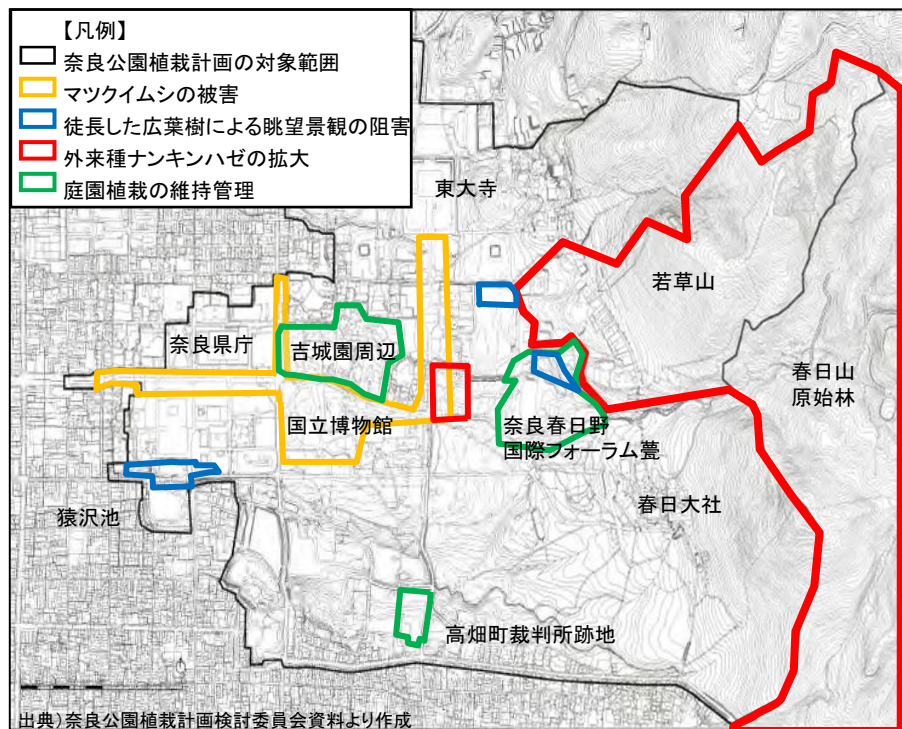 【凡例】
奈良公園植栽計画の対象範囲
マツクイムシの被害
徒長した広葉樹による眺望景観の阻害
外来種ナンキンハゼの拡大
庭園植栽の維持管理
東大寺
若草山
奈良県庁
吉城園周辺
春日山
原始林
国立博物館
奈良春日野
国際フォーラム甍
猿沢池
春日大社
高畑町裁判所跡地
出典)奈良公園植栽計画検討委員会資料より作成